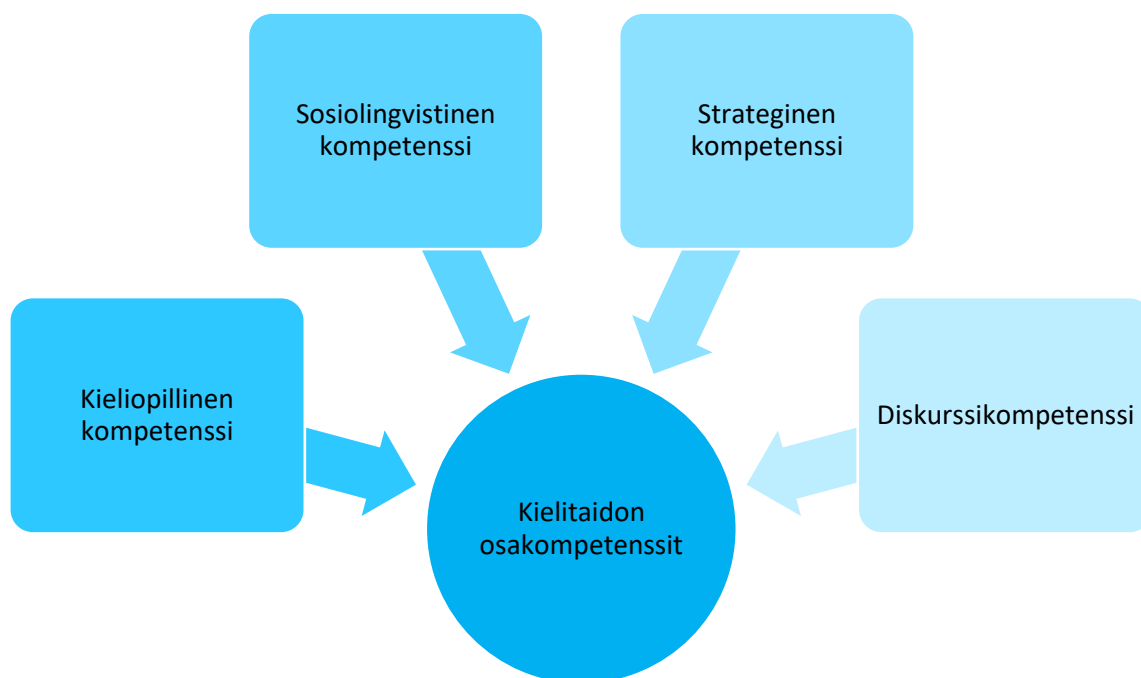 Sosiolingvistinen
kompetenssi
Strateginen
kompetenssi
Kieliopillinen
kompetenssi
Diskurssikompetenssi
Kielitaidon
osakompetenssit